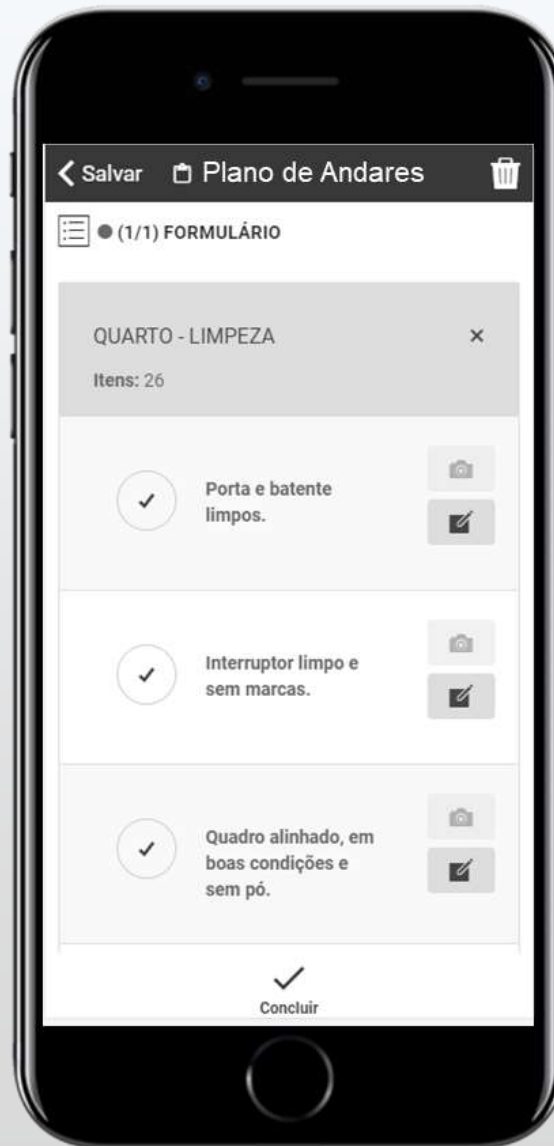 Salvar Plano de Andares
(1/1) FORMULÁRIO
QUARTO - LIMPEZA
Itens: 26
Porta e batente
limpos.
Interruptor limpo e
sem marcas.
Quadro alinhado, em
boas condições e
sem pó.
Concluir